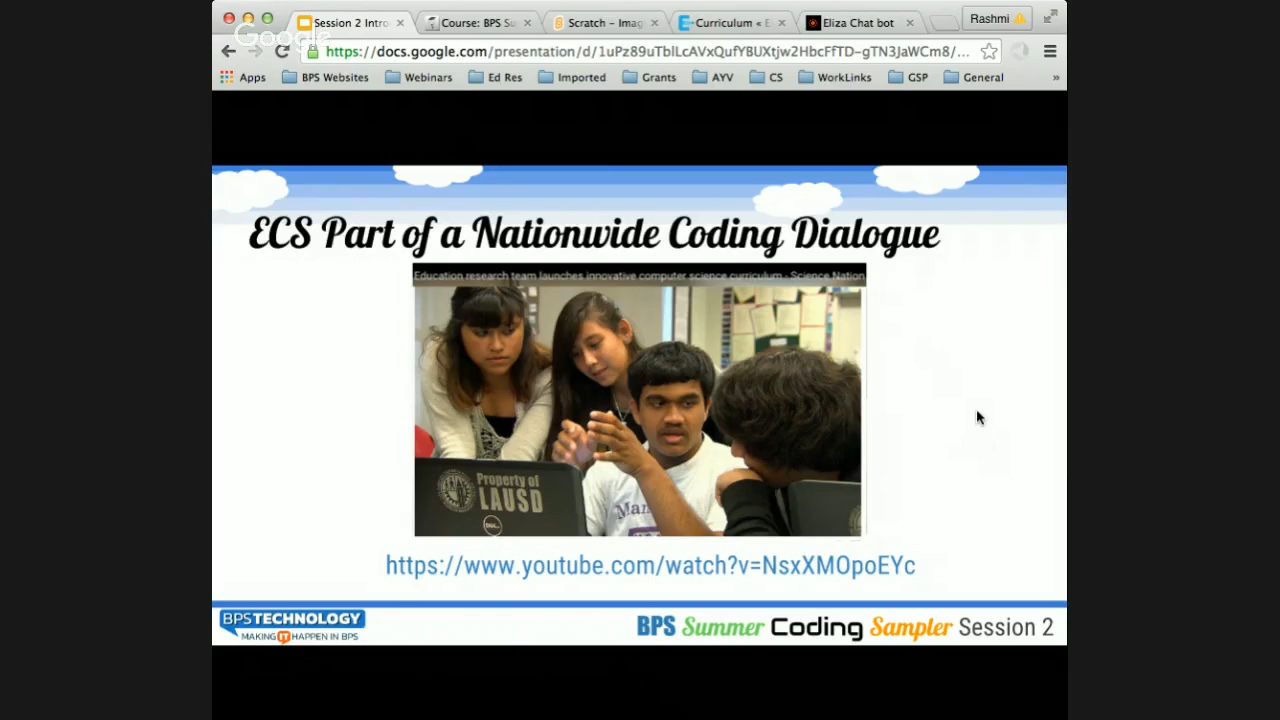 Session 2 Intro
Course: BPS Su
Scratch – Imag
Curriculum « E
Eliza Chat bot
Rashmi
Google
https://docs.google.com/presentation/d/1uPz89uTblLcAVxQufYBUXtjw2HbcFfTD-gTN3JaWCm8/...
Apps BPS Websites Webinars Ed Res Imported Grants AYV CS WorkLinks GSP General »
ECS Part of a Nationwide Coding Dialogue
Education research team launches innovative computer science curriculum - Science Nation
Property of
LAUSD
DELL
https://www.youtube.com/watch?v=NsxXMOpoEYc
BPSTECHNOLOGY
MAKING IT HAPPEN IN BPS
BPS Summer Coding Sampler Session 2